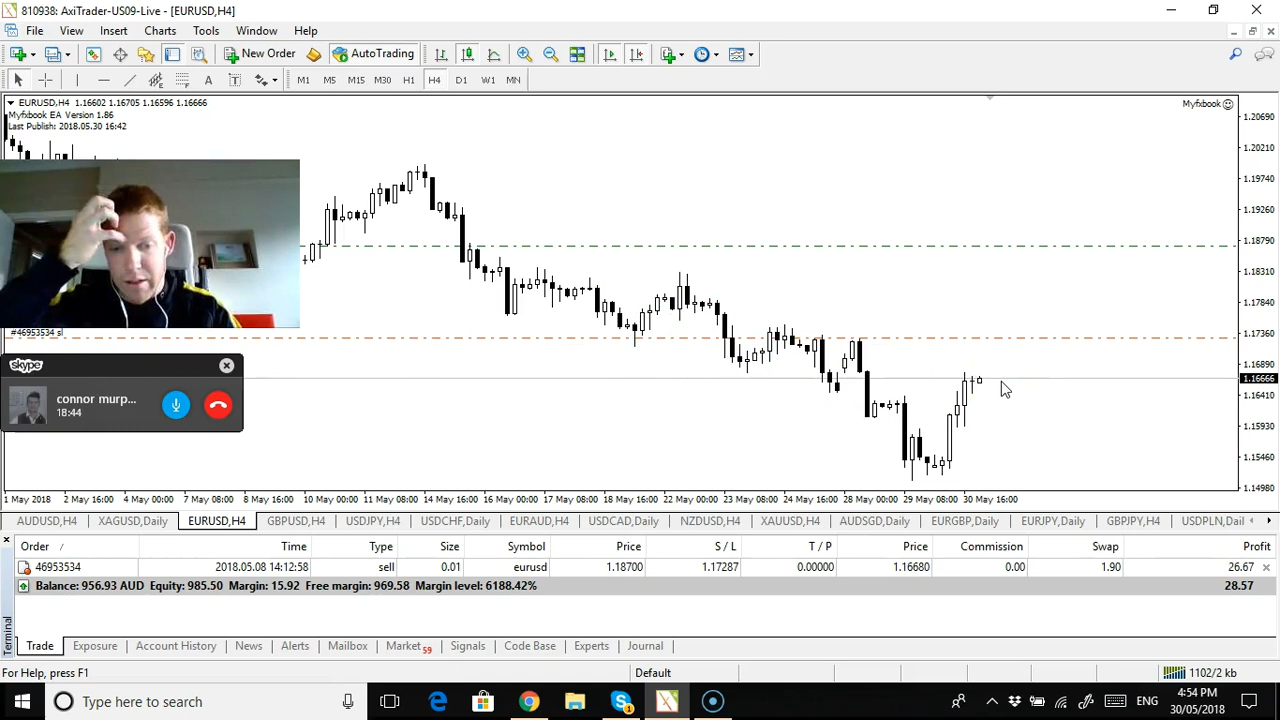 810938: AxiTrader-US09-Live - [EURUSD,H4]
File View Insert Charts Tools Window Help
New Order AutoTrading
A T M1 M5 M15 M30 H1 H4 D1 W1 MN
EURUSD,H4 1.16602 1.16705 1.16596 1.16666
Myfxbook EA Version 1.86
Last Publish: 2018.05.30 16:42
Myfxbook
1.20690
1.20210
1.19740
1.19260
1.18790
1.18310
1.17840
1.17360
1.16890
1.16666
1.16410
1.15930
1.15460
1.14980
#46953534 sl
skype
connor murp...
18:44
1 May 2018 2 May 16:00 4 May 00:00 7 May 08:00 8 May 16:00 10 May 00:00 11 May 08:00 14 May 16:00 16 May 00:00 17 May 08:00 18 May 16:00 22 May 00:00 23 May 08:00 24 May 16:00 28 May 00:00 29 May 08:00 30 May 16:00
AUDUSD,H4 XAGUSD,Daily EURUSD,H4 GBPUSD,H4 USDJPY,H4 USDCHF,Daily EURAUD,H4 USDCAD,Daily NZDUSD,H4 XAUUSD,H4 AUDSGD,Daily EURGBP,Daily EURJPY,Daily GBPJPY,H4 USDPLN,Dail
Order / Time Type Size Symbol Price S / L T / P Price Commission Swap Profit
46953534 2018.05.08 14:12:58 sell 0.01 eurusd 1.18700 1.17287 0.00000 1.16680 0.00 1.90 26.67
Balance: 956.93 AUD Equity: 985.50 Margin: 15.92 Free margin: 969.58 Margin level: 6188.42% 28.57
Terminal
Trade Exposure Account History News Alerts Mailbox Market 59 Signals Code Base Experts Journal
For Help, press F1 Default 1102/2 kb
Type here to search
1
ENG
4:54 PM
30/05/2018